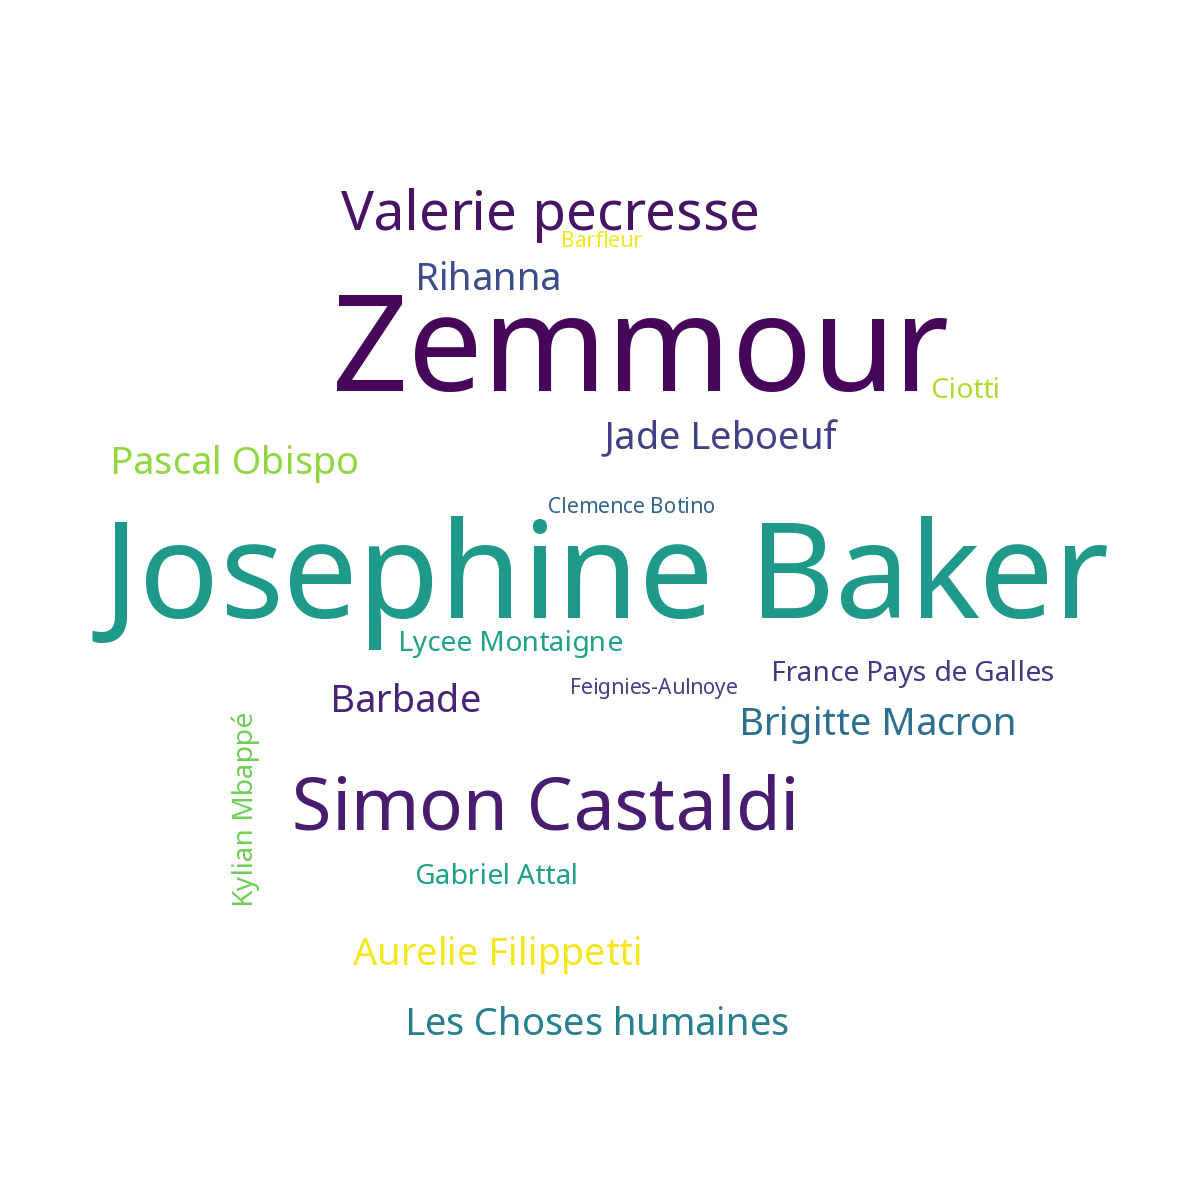 Valerie pecresse
Barfleur
Rihanna
Zemmour
Ciotti
Jade Leboeuf
Pascal Obispo
Clemence Botino
Josephine Baker
Lycee Montaigne
France Pays de Galles
Feignies-Aulnoye
Barbade
Brigitte Macron
Kylian Mbappé
Simon Castaldi
Gabriel Attal
Aurelie Filippetti
Les Choses humaines